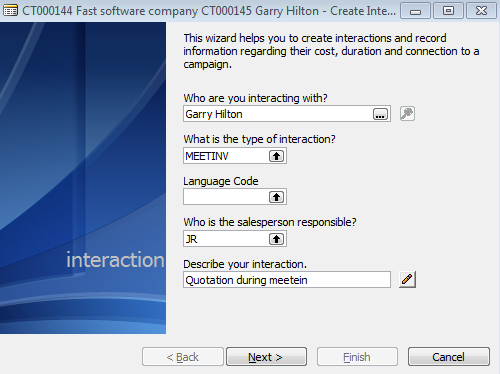 CT000144 Fast software company CT000145 Garry Hilton - Create Inte...
This wizard helps you to create interactions and record
information regarding their cost, duration and connection to a
campaign.
Who are you interacting with?
Garry Hilton
...
What is the type of interaction?
MEETINV
Language Code
Who is the salesperson responsible?
JR
interaction
Describe your interaction.
Quotation during meetein
< Back Next > Finish Cancel